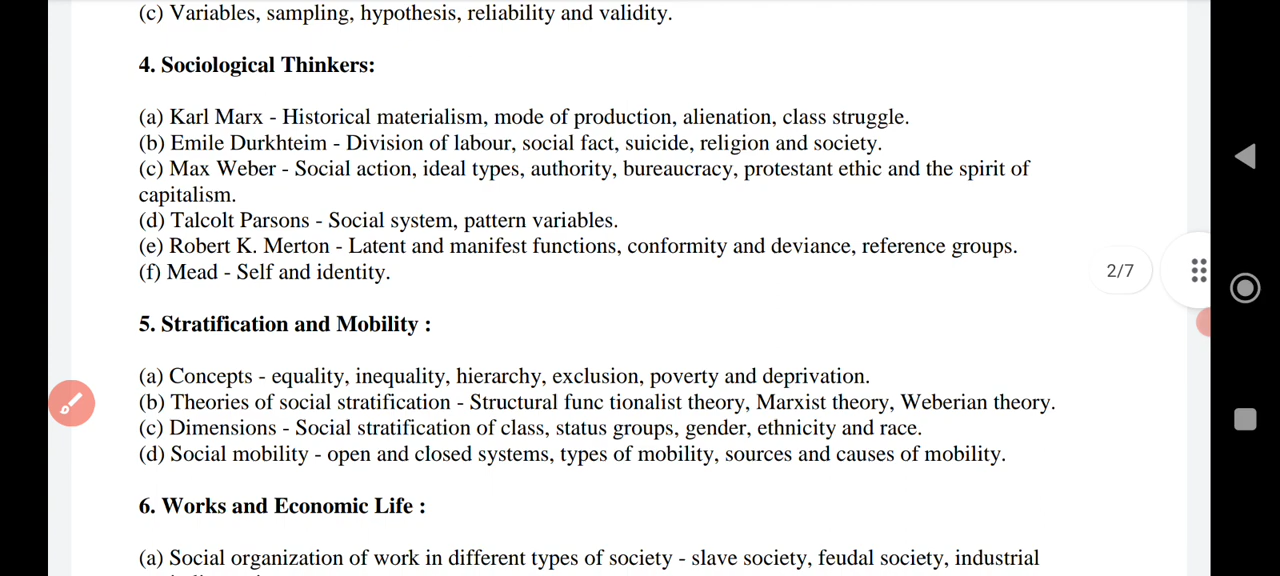 (c) Variables, sampling, hypothesis, reliability and validity.
4. Sociological Thinkers:
(a) Karl Marx - Historical materialism, mode of production, alienation, class struggle.
(b) Emile Durkhteim - Division of labour, social fact, suicide, religion and society.
(c) Max Weber - Social action, ideal types, authority, bureaucracy, protestant ethic and the spirit of
capitalism.
(d) Talcolt Parsons - Social system, pattern variables.
(e) Robert K. Merton - Latent and manifest functions, conformity and deviance, reference groups.
(f) Mead - Self and identity.
2/7
5. Stratification and Mobility :
(a) Concepts - equality, inequality, hierarchy, exclusion, poverty and deprivation.
(b) Theories of social stratification - Structural func tionalist theory, Marxist theory, Weberian theory.
(c) Dimensions - Social stratification of class, status groups, gender, ethnicity and race.
(d) Social mobility - open and closed systems, types of mobility, sources and causes of mobility.
6. Works and Economic Life :
(a) Social organization of work in different types of society - slave society, feudal society, industrial